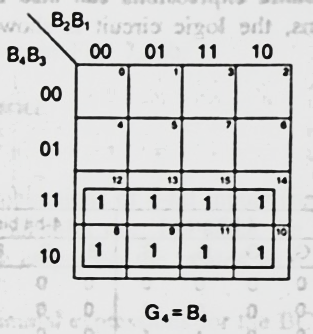 B₂B₁
B₄B₃ 00 01 11 10
0 1 3 2
00
4 5 7 6
01
12 13 15 14
11 1 1 1 1
8 9 11 10
10 1 1 1 1
G₄ = B₄